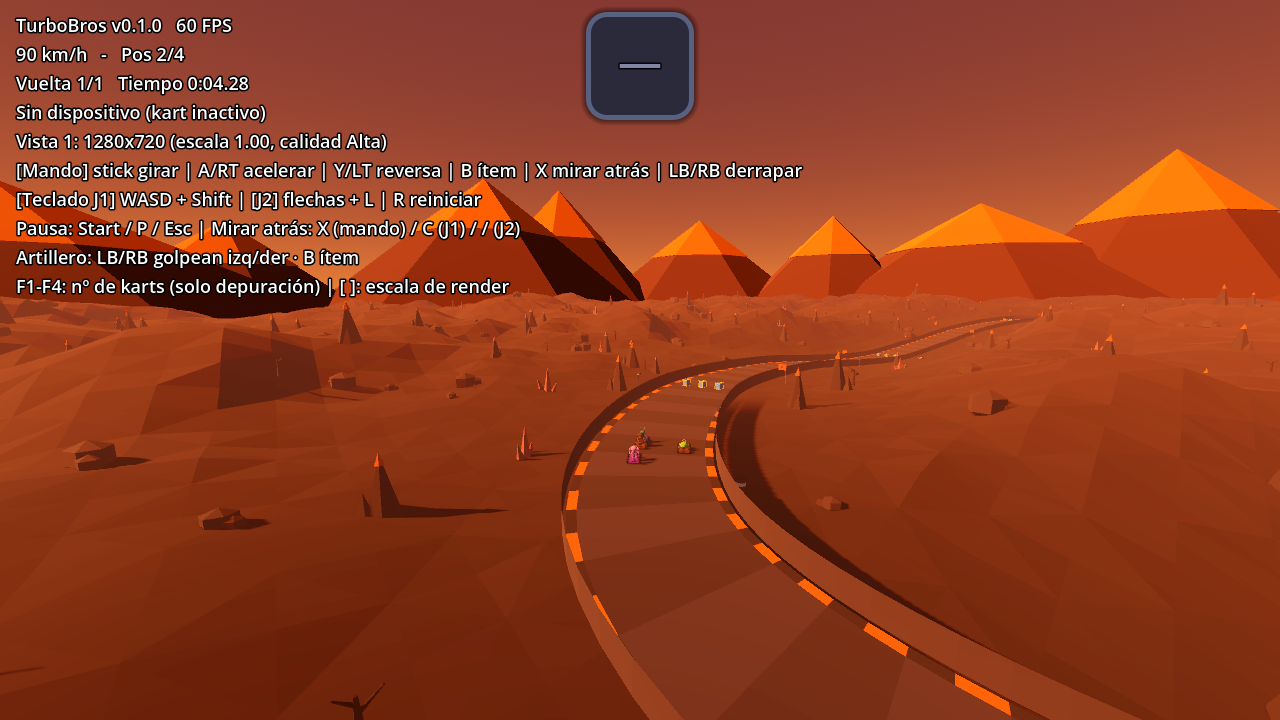 TurboBros v0.1.0   60 FPS
90 km/h  -  Pos 2/4
Vuelta 1/1   Tiempo 0:04.28
Sin dispositivo (kart inactivo)
Vista 1: 1280x720 (escala 1.00, calidad Alta)
[Mando] stick girar | A/RT acelerar | Y/LT reversa | B ítem | X mirar atrás | LB/RB derrapar
[Teclado J1] WASD + Shift | [J2] flechas + L | R reiniciar
Pausa: Start / P / Esc | Mirar atrás: X (mando) / C (J1) / / (J2)
Artillero: LB/RB golpean izq/der · B ítem
F1-F4: nº de karts (solo depuración) | [ ]: escala de render